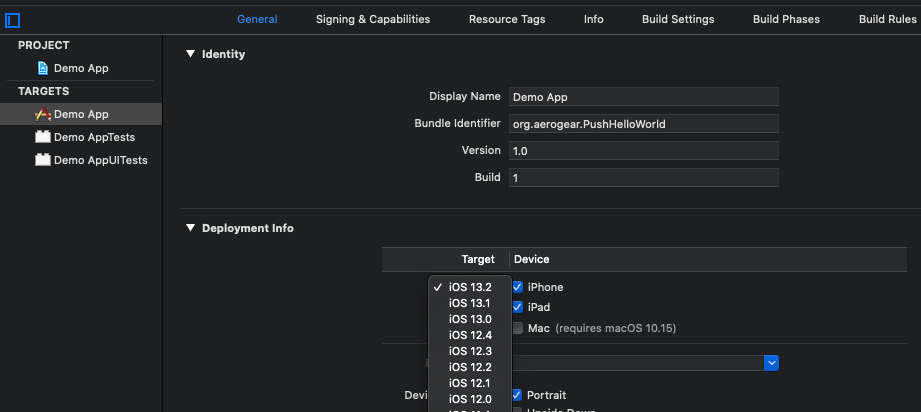 General Signing & Capabilities Resource Tags Info Build Settings Build Phases Build Rules
PROJECT
Demo App
TARGETS
Demo App
Demo AppTests
Demo AppUITests
Identity
Display Name Demo App
Bundle Identifier org.aerogear.PushHelloWorld
Version 1.0
Build 1
Deployment Info
Target Device
✓ iOS 13.2 iPhone
iOS 13.1
iPad
iOS 13.0
Mac (requires macOS 10.15)
iOS 12.4
iOS 12.3
iOS 12.2
iOS 12.1
iOS 12.0
Devi Portrait
Upside Down